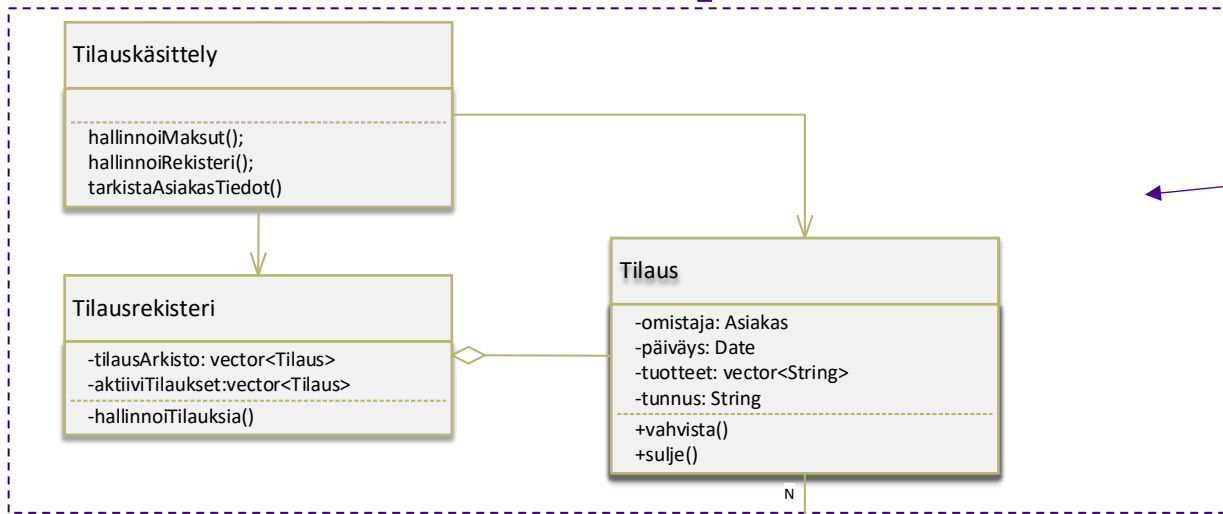 Tilauskäsittely
hallinnoiMaksut();
hallinnoiRekisteri();
tarkistaAsiakasTiedot()
Tilausrekisteri
-tilausArkisto: vector<Tilaus>
-aktiiviTilaukset:vector<Tilaus>
-hallinnoiTilauksia()
Tilaus
-omistaja: Asiakas
-päiväys: Date
-tuotteet: vector<String>
-tunnus: String
+vahvista()
+sulje()
N